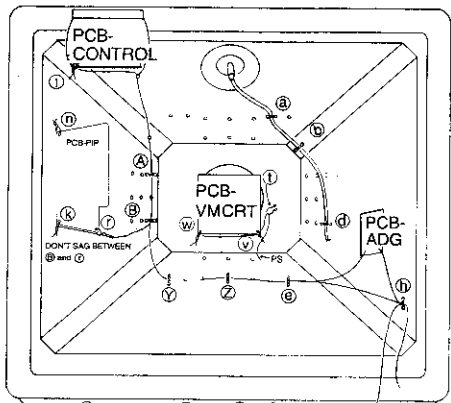 PCB-
CONTROL
l
n
PCB-PIP
a
b
A
B
PCB-
VMCRT
t
k
r
w
v
d
PCB-
ADG
DON'T SAG BETWEEN
B and r
PS
Y
Z
e
h